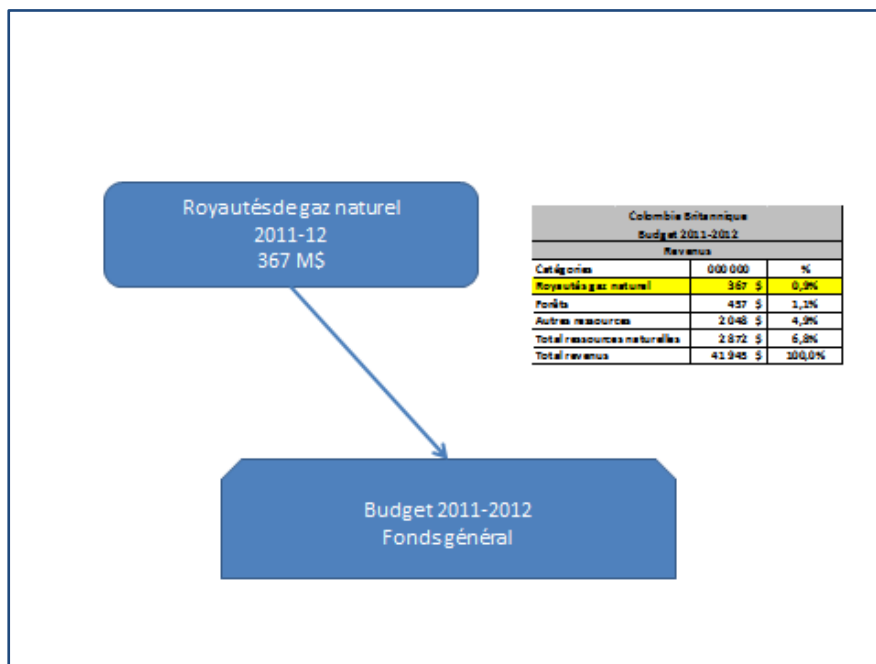 Royautés de gaz naturel
2011-12
367 M$
Colombie Britannique
Budget 2011-2012
Revenus
Catégories 000 000 %
Royautés gaz naturel 367 $ 0,9%
Forêts 457 $ 1,1%
Autres ressources 2 048 $ 4,9%
Total ressources naturelles 2 872 $ 6,8%
Total revenus 41 945 $ 100,0%
Budget 2011-2012
Fonds général